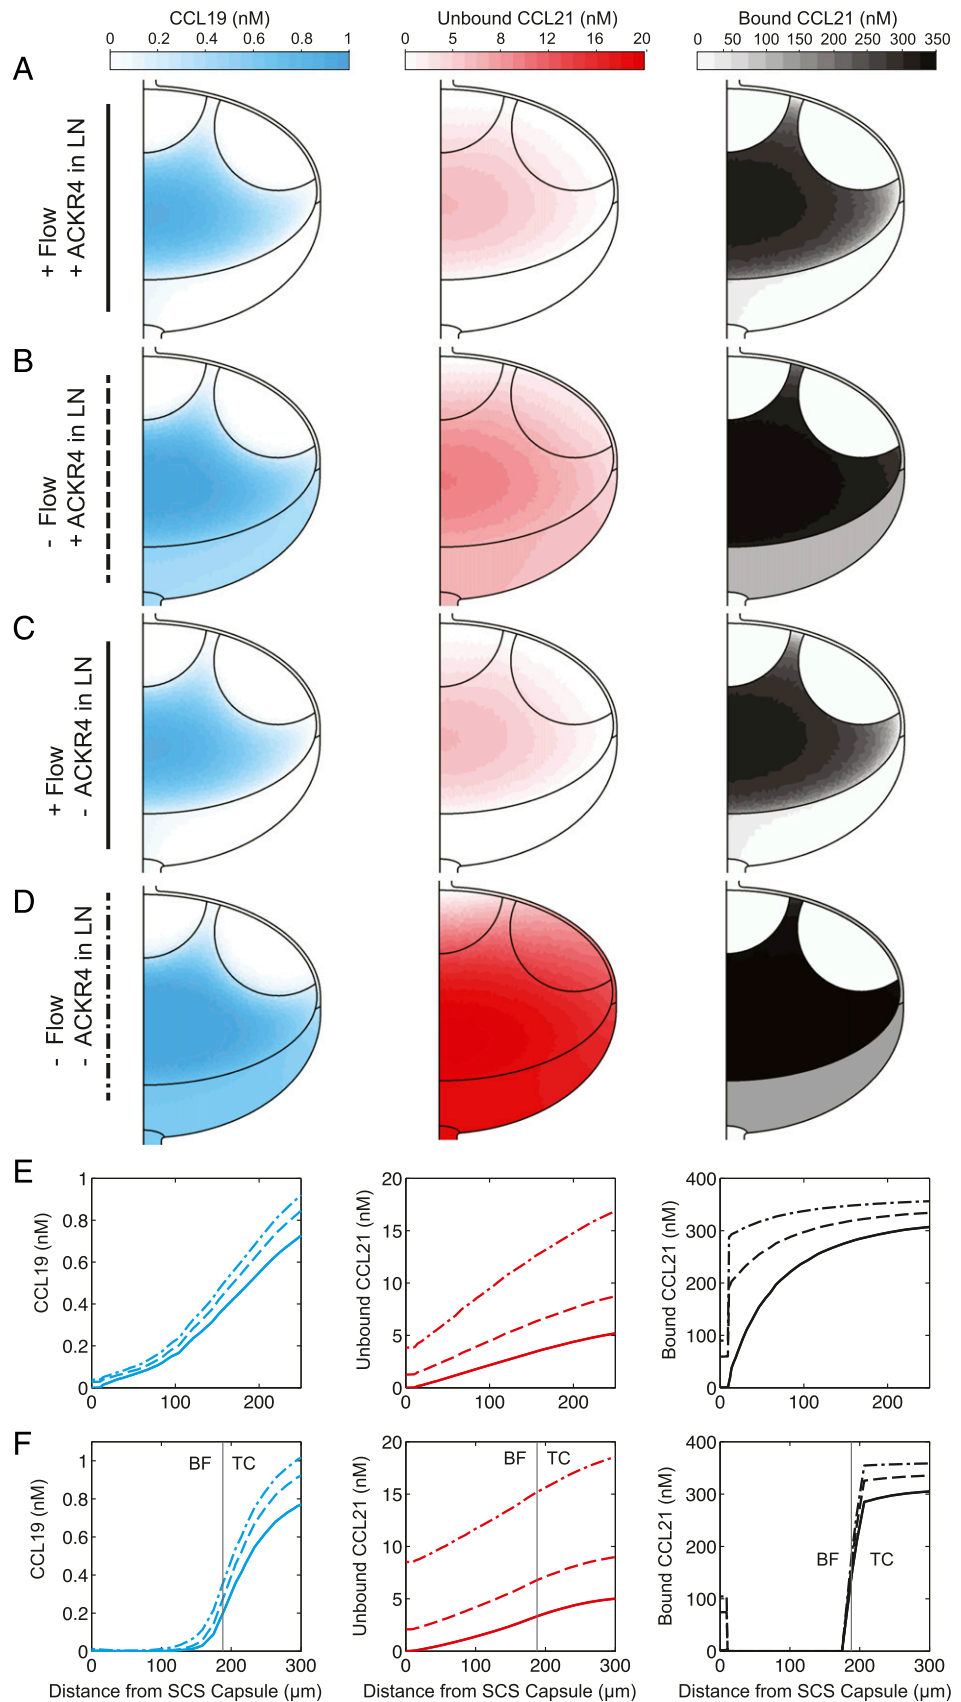 CCL19 (nM)
0 0.2 0.4 0.6 0.8 1
Unbound CCL21 (nM)
0 5 10 15 20
Bound CCL21 (nM)
0 50 100 150 200 250 300 350
A
+ Flow
+ ACKR4 in LN
B
- Flow
+ ACKR4 in LN
C
+ Flow
- ACKR4 in LN
D
- Flow
- ACKR4 in LN
E
CCL19 (nM)
1
0.8
0.6
0.4
0.2
0
0 100 200
Unbound CCL21 (nM)
20
15
10
5
0
0 100 200
Bound CCL21 (nM)
400
300
200
100
0
0 100 200
F
CCL19 (nM)
1
0.8
0.6
0.4
0.2
0
BF TC
0 100 200 300
Distance from SCS Capsule (μm)
Unbound CCL21 (nM)
20
15
10
5
0
BF TC
0 100 200 300
Distance from SCS Capsule (μm)
Bound CCL21 (nM)
400
300
200
100
0
BF TC
0 100 200 300
Distance from SCS Capsule (μm)